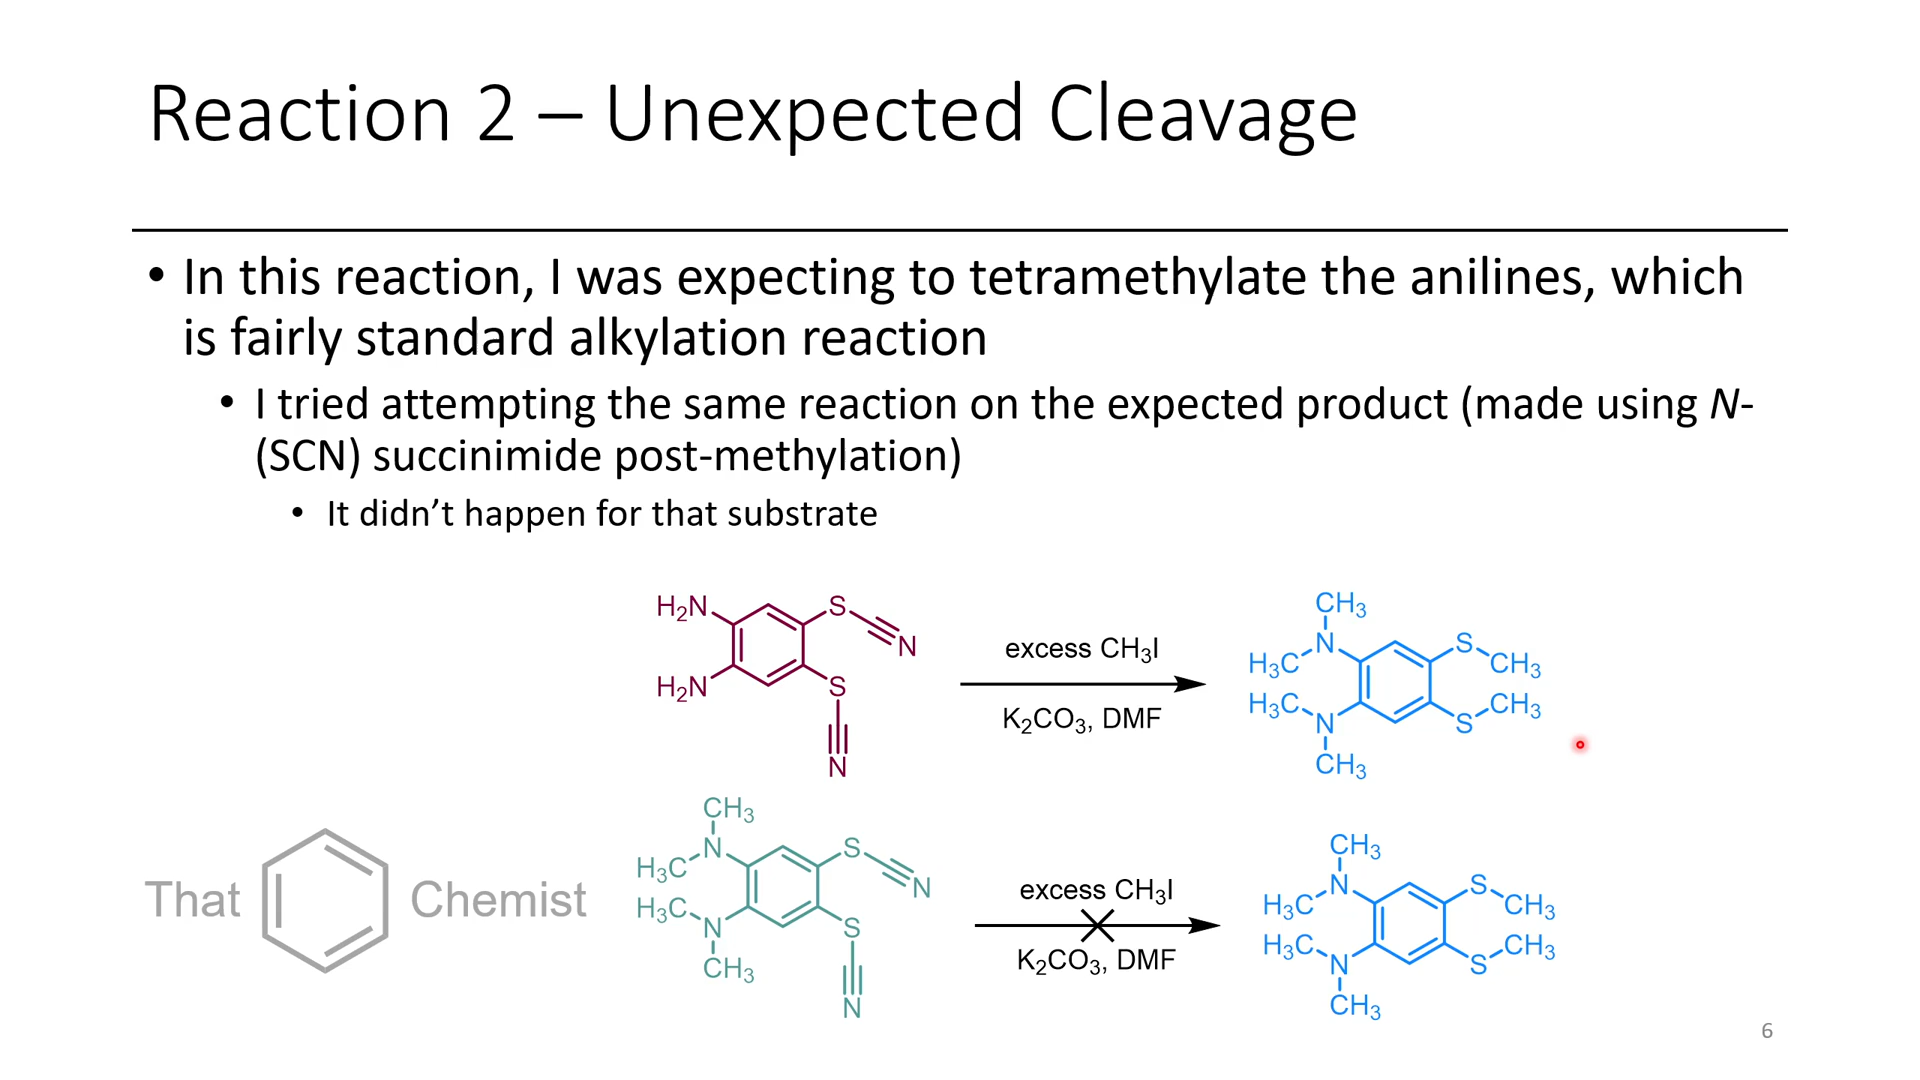 Reaction 2 – Unexpected Cleavage
• In this reaction, I was expecting to tetramethylate the anilines, which
is fairly standard alkylation reaction
• I tried attempting the same reaction on the expected product (made using N-
(SCN) succinimide post-methylation)
• It didn’t happen for that substrate
H₂N
S
N
H₂N
S
N
excess CH₃I
K₂CO₃, DMF
CH₃
N
H₃C
S
CH₃
H₃C
N
S
CH₃
CH₃
That Chemist
CH₃
N
H₃C
S
N
H₃C
N
S
CH₃
N
excess CH₃I
K₂CO₃, DMF
CH₃
N
H₃C
S
CH₃
H₃C
N
S
CH₃
CH₃
6